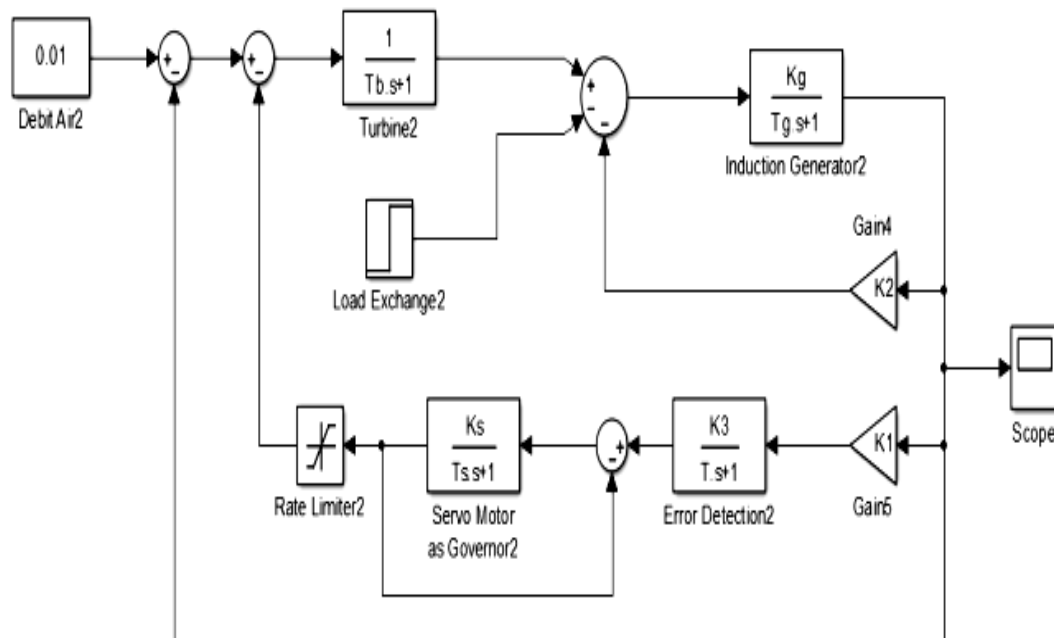 0.01
Debit Air2
+
−
+
−
1
Tb.s+1
Turbine2
+
−
−
Kg
Tg.s+1
Induction Generator2
Load Exchange2
Gain4
K2
Scope
Rate Limiter2
Ks
Ts.s+1
Servo Motor
as Governor2
−+
K3
T.s+1
Error Detection2
K1
Gain5